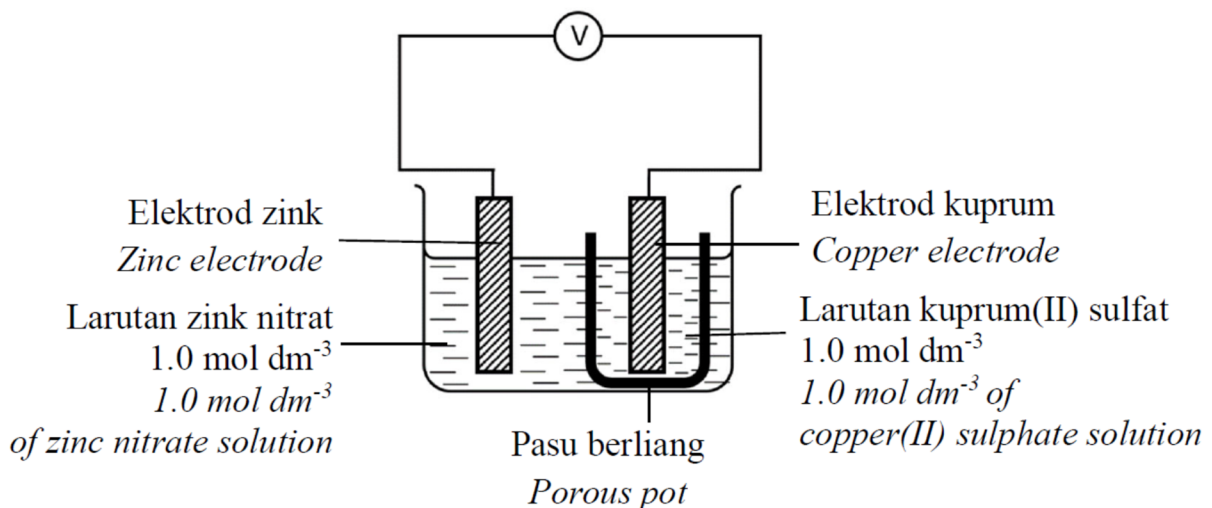 V
Elektrod zink
Zinc electrode
Larutan zink nitrat
1.0 mol dm⁻³
1.0 mol dm⁻³
of zinc nitrate solution
Elektrod kuprum
Copper electrode
Larutan kuprum(II) sulfat
1.0 mol dm⁻³
1.0 mol dm⁻³ of
copper(II) sulphate solution
Pasu berliang
Porous pot